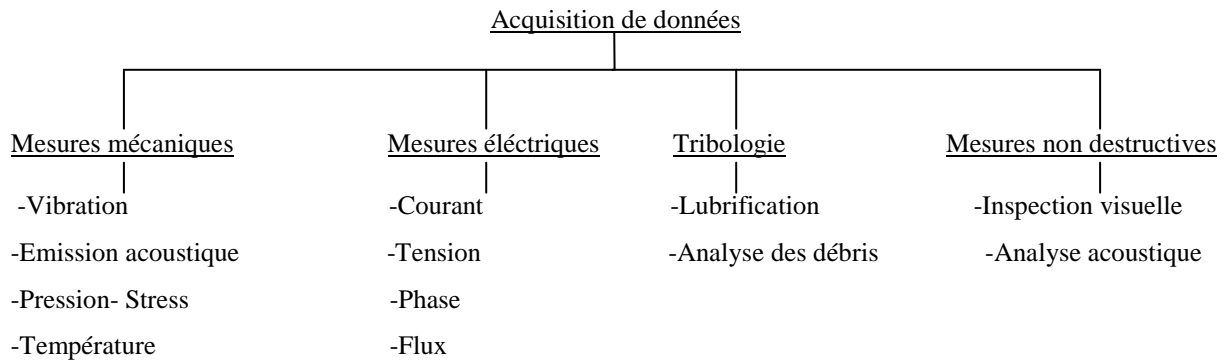 Acquisition de données
Mesures mécaniques
-Vibration
-Emission acoustique
-Pression- Stress
-Température
Mesures éléctriques
-Courant
-Tension
-Phase
-Flux
Tribologie
-Lubrification
-Analyse des débris
Mesures non destructives
-Inspection visuelle
-Analyse acoustique